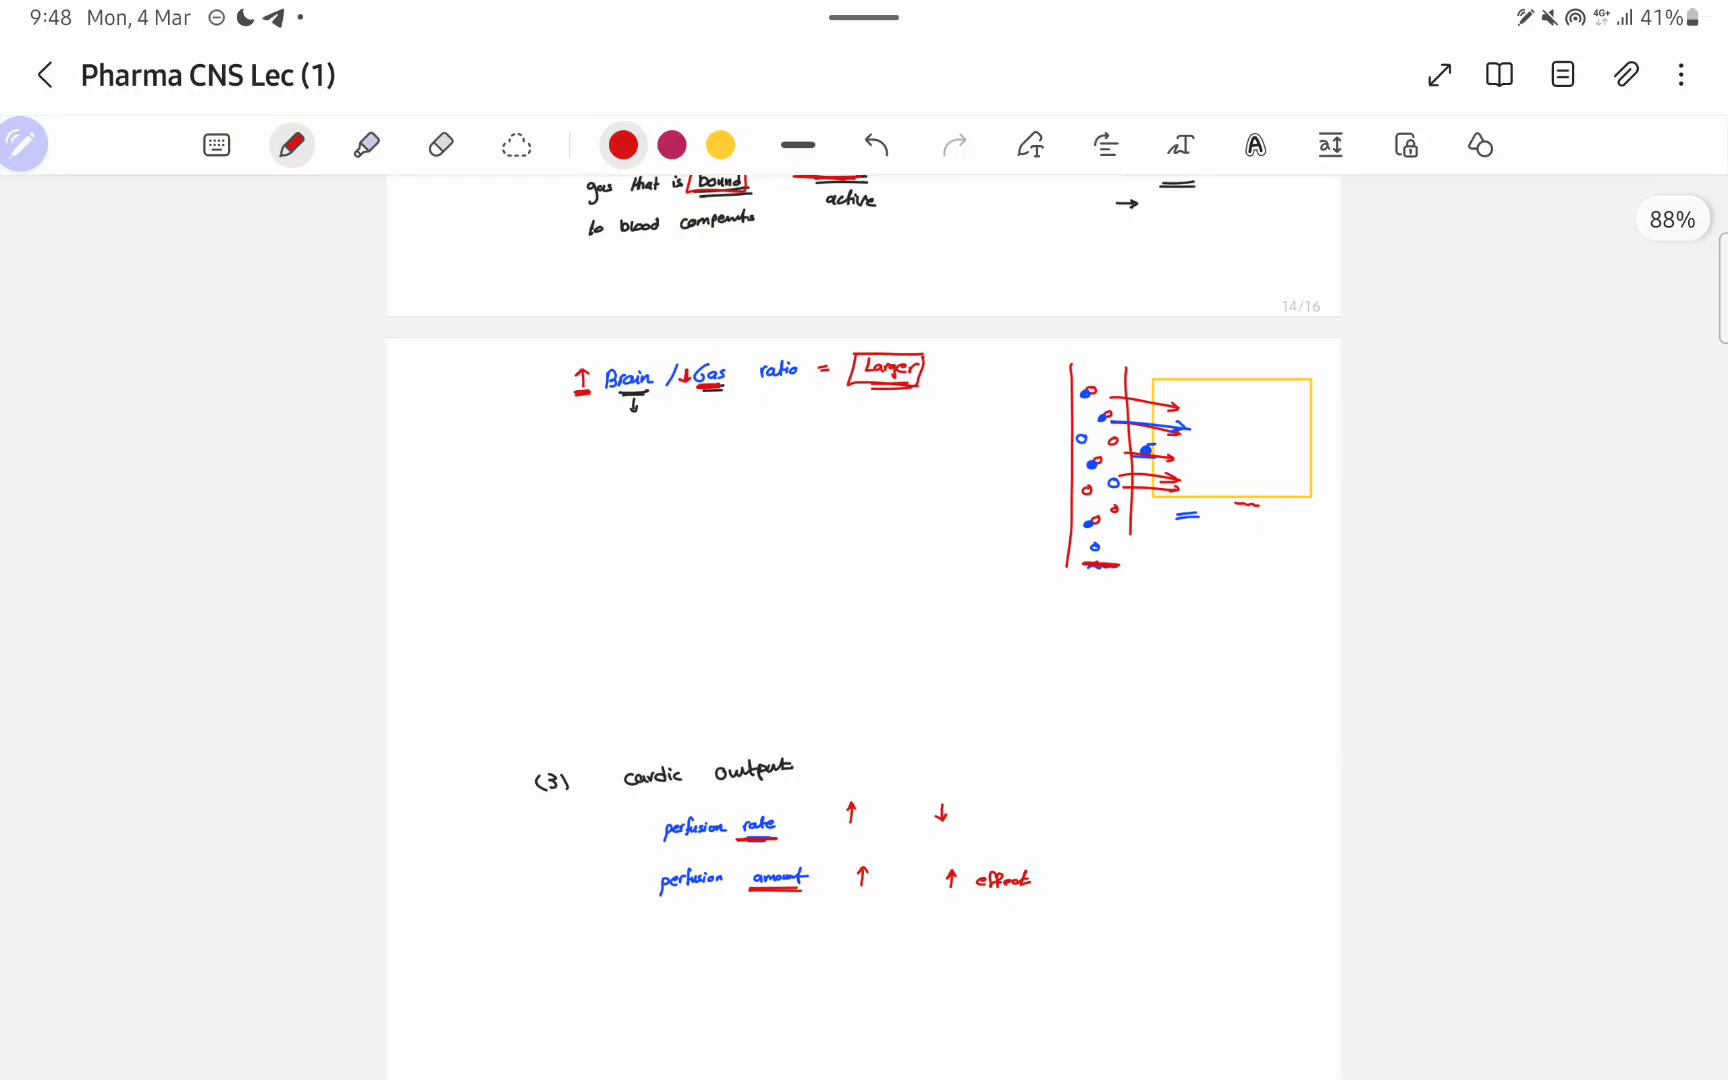 9:48 Mon, 4 Mar 4G+ 41%
Pharma CNS Lec (1)
88%
gas that is bound active
to blood
14/16
↑ Brain / ↓ Gas ratio = Larger
(3) cardic output
perfusion rate ↑ ↓
perfusion amount ↑ ↑ effect